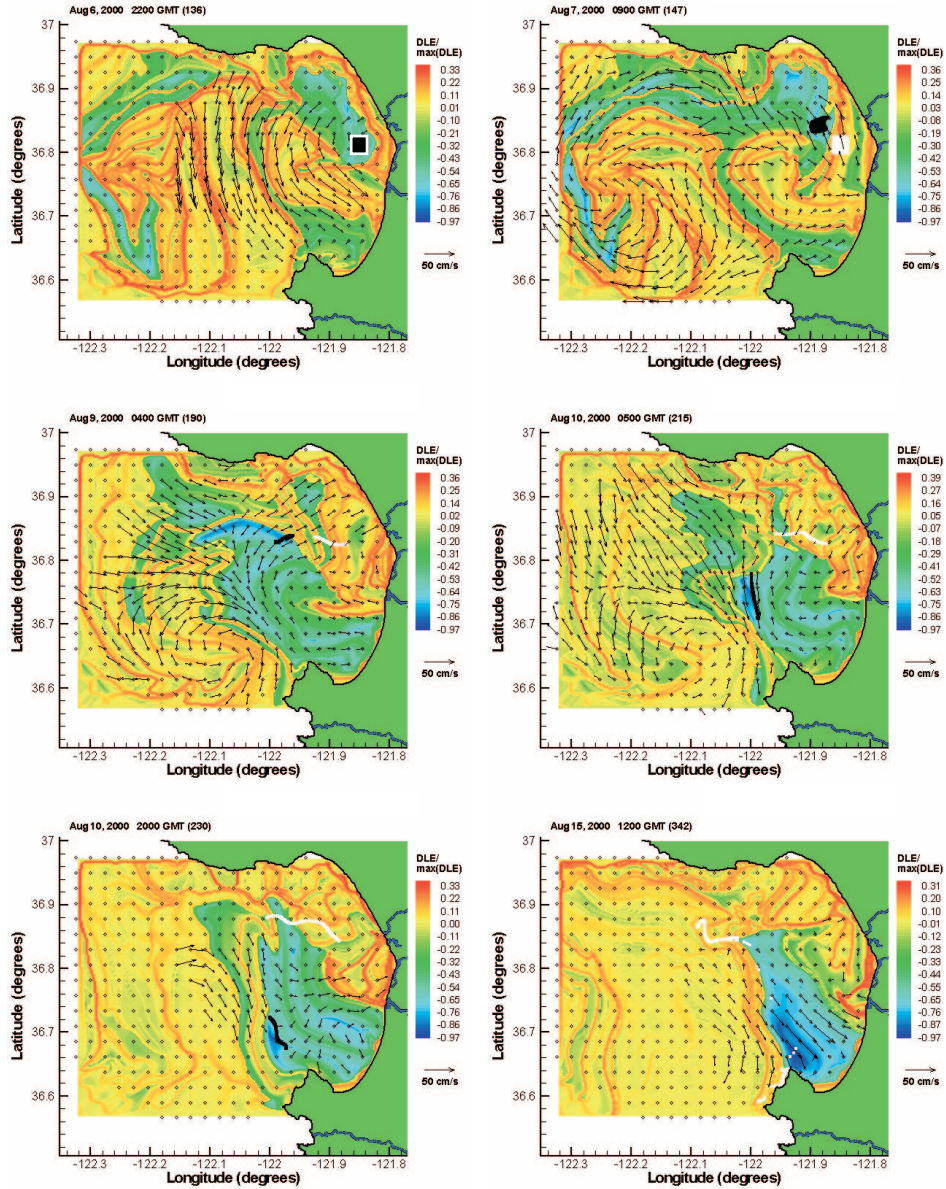 Aug 6, 2000 2200 GMT (136)
37
36.9
36.8
36.7
36.6
Latitude (degrees)
-122.3 -122.2 -122.1 -122 -121.9 -121.8
Longitude (degrees)
DLE/
max(DLE)
0.33
0.22
0.11
0.01
-0.10
-0.21
-0.32
-0.43
-0.54
-0.65
-0.76
-0.86
-0.97
50 cm/s
Aug 7, 2000 0900 GMT (147)
37
36.9
36.8
36.7
36.6
Latitude (degrees)
-122.3 -122.2 -122.1 -122 -121.9 -121.8
Longitude (degrees)
DLE/
max(DLE)
0.36
0.25
0.14
0.03
-0.08
-0.20
-0.31
-0.42
-0.53
-0.64
-0.75
-0.86
-0.97
50 cm/s
Aug 9, 2000 0400 GMT (190)
37
36.9
36.8
36.7
36.6
Latitude (degrees)
-122.3 -122.2 -122.1 -122 -121.9 -121.8
Longitude (degrees)
DLE/
max(DLE)
0.36
0.25
0.14
0.02
-0.09
-0.20
-0.31
-0.42
-0.53
-0.64
-0.75
-0.86
-0.97
50 cm/s
Aug 10, 2000 0500 GMT (215)
37
36.9
36.8
36.7
36.6
Latitude (degrees)
-122.3 -122.2 -122.1 -122 -121.9 -121.8
Longitude (degrees)
DLE/
max(DLE)
0.39
0.27
0.16
0.05
-0.07
-0.18
-0.29
-0.41
-0.52
-0.63
-0.75
-0.86
-0.97
50 cm/s
Aug 10, 2000 2000 GMT (230)
37
36.9
36.8
36.7
36.6
Latitude (degrees)
-122.3 -122.2 -122.1 -122 -121.9 -121.8
Longitude (degrees)
DLE/
max(DLE)
0.33
0.22
0.11
0.00
-0.11
-0.21
-0.32
-0.43
-0.54
-0.65
-0.76
-0.86
-0.97
50 cm/s
Aug 15, 2000 1200 GMT (342)
37
36.9
36.8
36.7
36.6
Latitude (degrees)
-122.3 -122.2 -122.1 -122 -121.9 -121.8
Longitude (degrees)
DLE/
max(DLE)
0.33
0.22
0.11
0.00
-0.11
-0.22
-0.33
-0.43
-0.54
-0.65
-0.76
-0.86
-0.97
50 cm/s